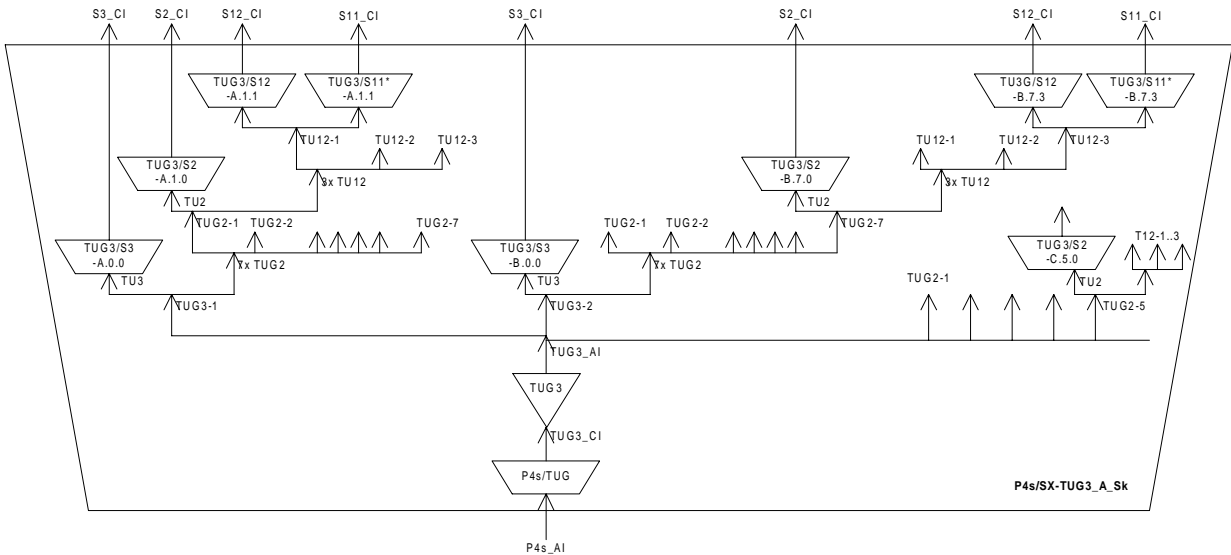 S3_CI S2_CI S12_CI S11_CI S3_CI S2_CI S12_CI S11_CI
TUG3/S12
-A.1.1
TUG3/S11*
-A.1.1
TU3G/S12
-B.7.3
TUG3/S11*
-B.7.3
TU12-1 TU12-2 TU12-3 TU12-1 TU12-2 TU12-3
TUG3/S2
-A.1.0
TUG3/S2
-B.7.0
3x TU12 3x TU12
TU2 TU2
TUG2-1 TUG2-2 TUG2-7 TUG2-1 TUG2-2 TUG2-7
TUG3/S3
-A.0.0
TUG3/S3
-B.0.0
TUG3/S2
-C.5.0
T12-1..3
7x TUG2 7x TUG2
TU3 TU3 TUG2-1 TU2
TUG3-1 TUG3-2 TUG2-5
TUG3_AI
TUG3
TUG3_CI
P4s/TUG
P4s/SX-TUG3_A_Sk
P4s_AI